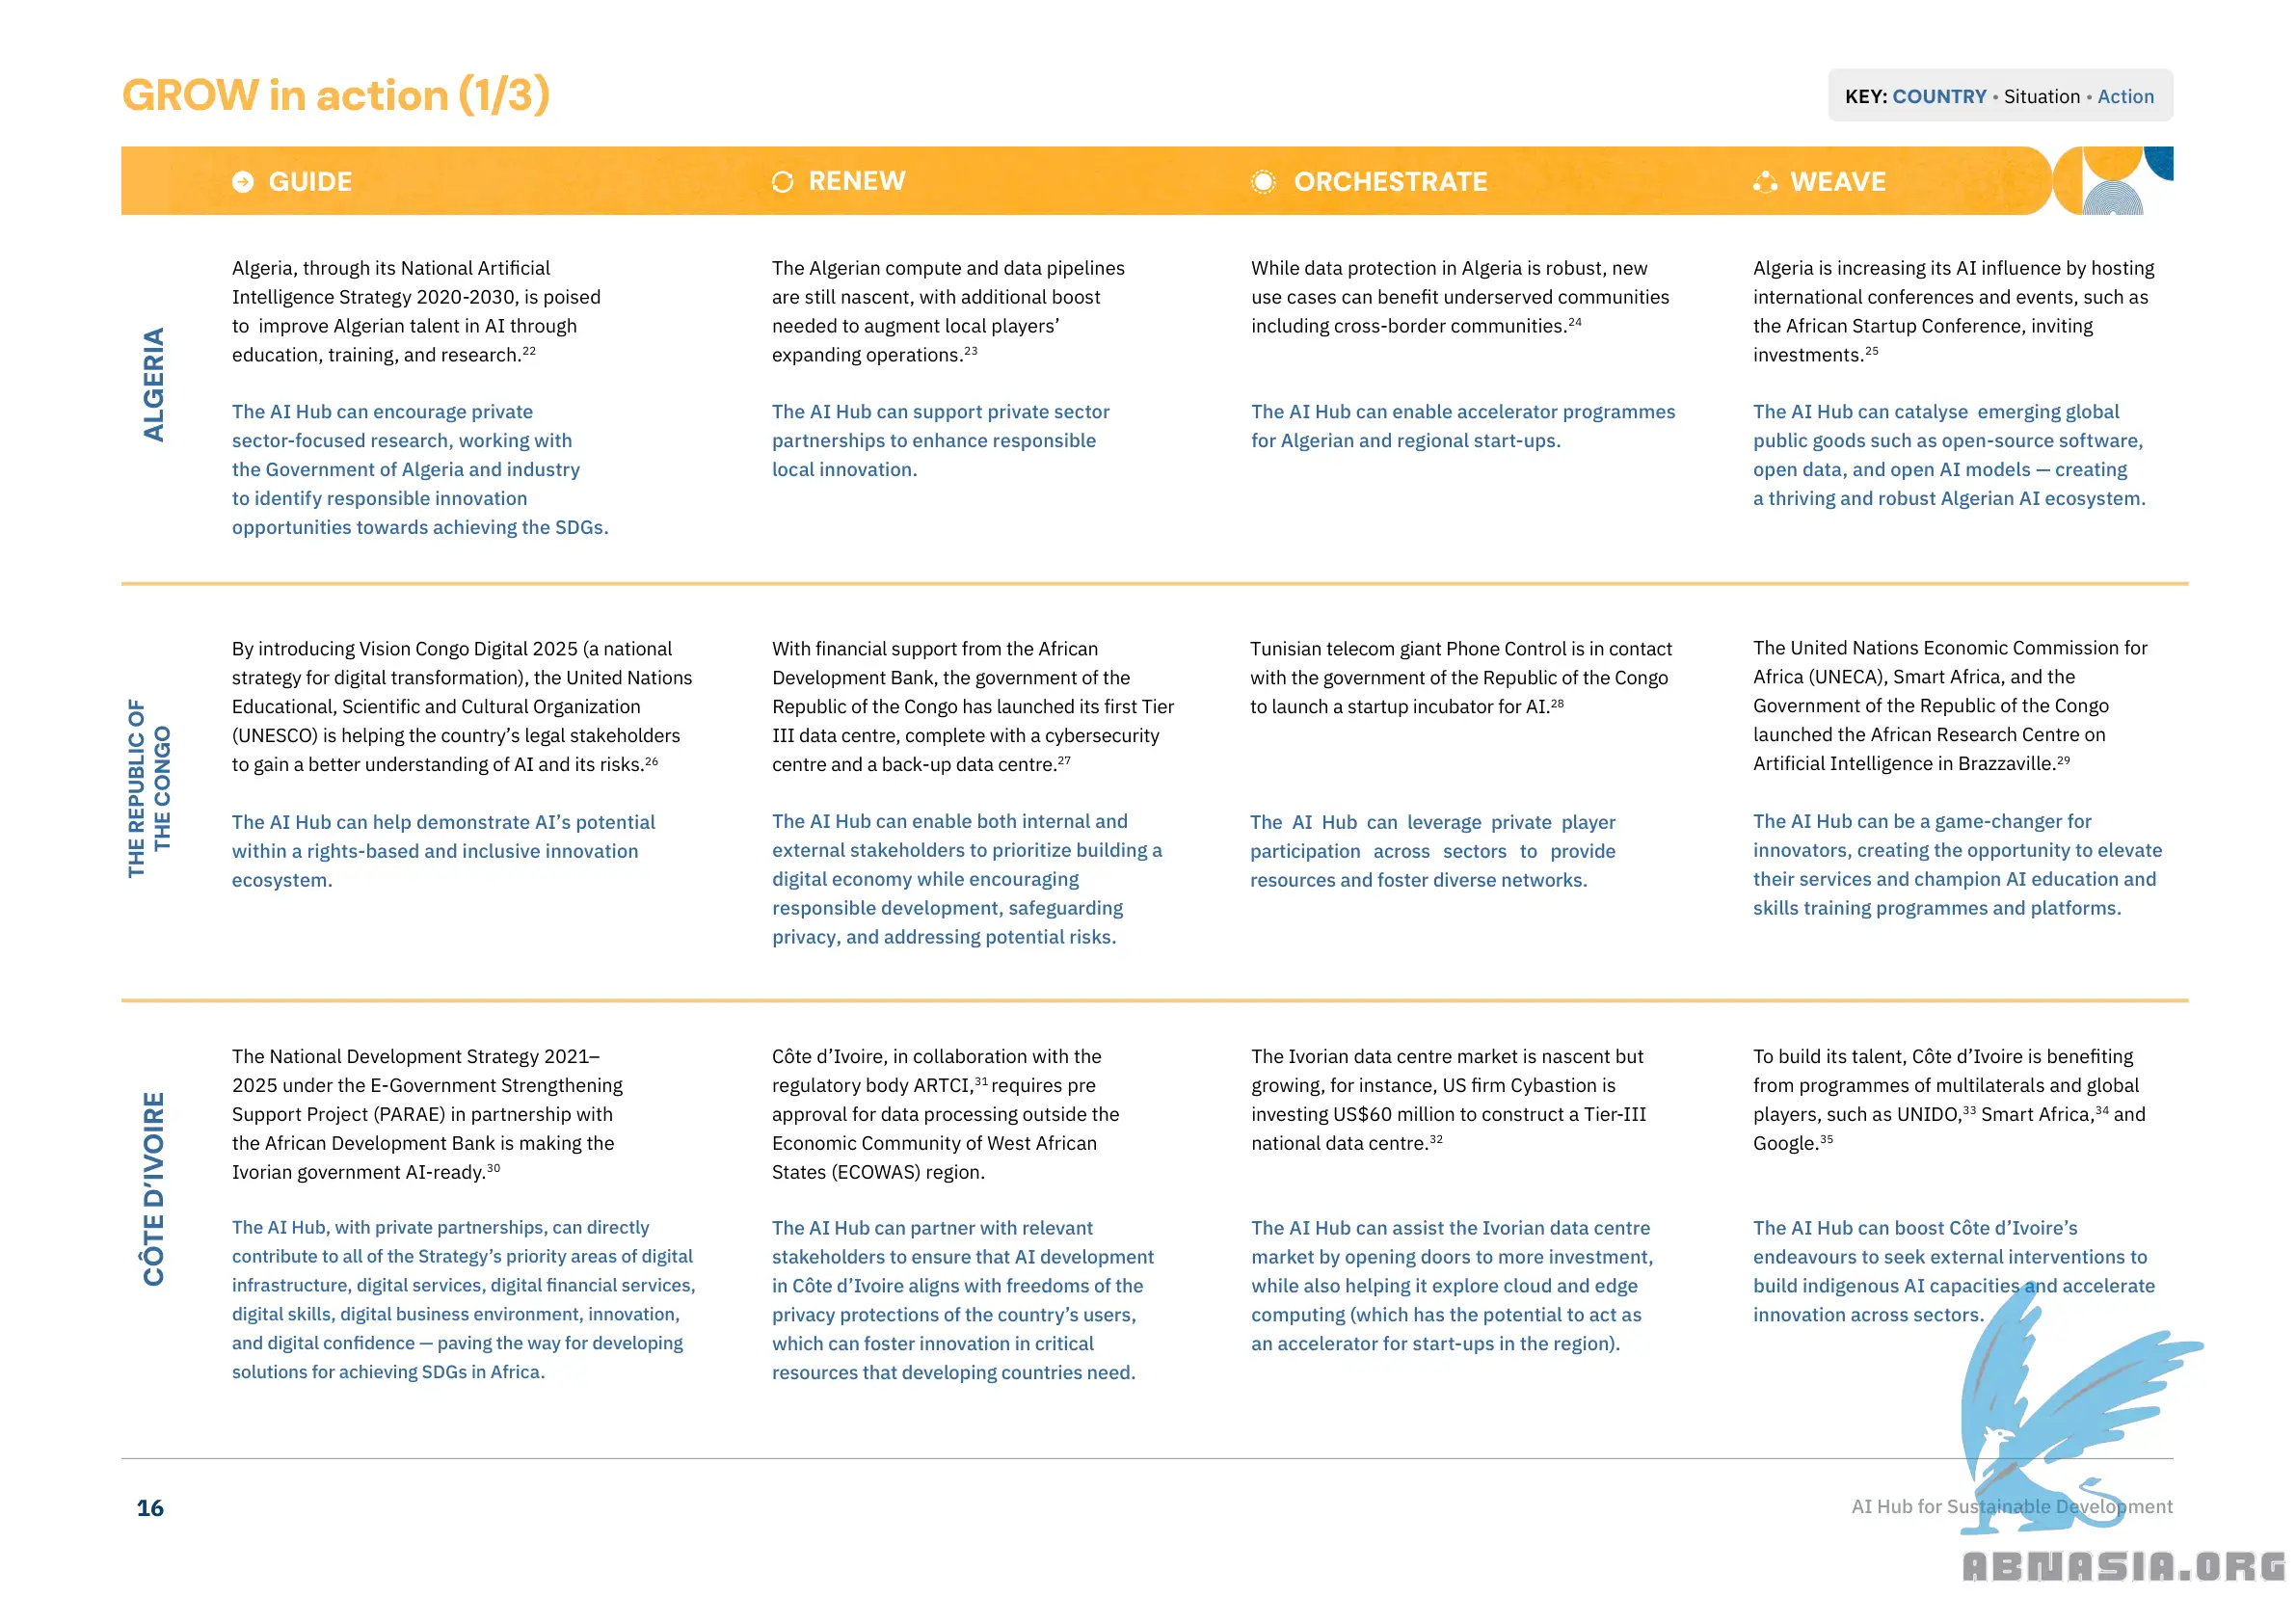 GROW in action (1/3)
KEY: COUNTRY • Situation • Action
GUIDE
RENEW
ORCHESTRATE
WEAVE
ALGERIA
Algeria, through its National Artificial
Intelligence Strategy 2020-2030, is poised
to improve Algerian talent in AI through
education, training, and research.22
The AI Hub can encourage private
sector-focused research, working with
the Government of Algeria and industry
to identify responsible innovation
opportunities towards achieving the SDGs.
The Algerian compute and data pipelines
are still nascent, with additional boost
needed to augment local players’
expanding operations.23
The AI Hub can support private sector
partnerships to enhance responsible
local innovation.
While data protection in Algeria is robust, new
use cases can benefit underserved communities
including cross-border communities.24
The AI Hub can enable accelerator programmes
for Algerian and regional start-ups.
Algeria is increasing its AI influence by hosting
international conferences and events, such as
the African Startup Conference, inviting
investments.25
The AI Hub can catalyse emerging global
public goods such as open-source software,
open data, and open AI models — creating
a thriving and robust Algerian AI ecosystem.
THE REPUBLIC OF
THE CONGO
By introducing Vision Congo Digital 2025 (a national
strategy for digital transformation), the United Nations
Educational, Scientific and Cultural Organization
(UNESCO) is helping the country’s legal stakeholders
to gain a better understanding of AI and its risks.26
The AI Hub can help demonstrate AI’s potential
within a rights-based and inclusive innovation
ecosystem.
With financial support from the African
Development Bank, the government of the
Republic of the Congo has launched its first Tier
III data centre, complete with a cybersecurity
centre and a back-up data centre.27
The AI Hub can enable both internal and
external stakeholders to prioritize building a
digital economy while encouraging
responsible development, safeguarding
privacy, and addressing potential risks.
Tunisian telecom giant Phone Control is in contact
with the government of the Republic of the Congo
to launch a startup incubator for AI.28
The AI Hub can leverage private player
participation across sectors to provide
resources and foster diverse networks.
The United Nations Economic Commission for
Africa (UNECA), Smart Africa, and the
Government of the Republic of the Congo
launched the African Research Centre on
Artificial Intelligence in Brazzaville.29
The AI Hub can be a game-changer for
innovators, creating the opportunity to elevate
their services and champion AI education and
skills training programmes and platforms.
CÔTE D’IVOIRE
The National Development Strategy 2021–
2025 under the E-Government Strengthening
Support Project (PARAE) in partnership with
the African Development Bank is making the
Ivorian government AI-ready.30
The AI Hub, with private partnerships, can directly
contribute to all of the Strategy’s priority areas of digital
infrastructure, digital services, digital financial services,
digital skills, digital business environment, innovation,
and digital confidence — paving the way for developing
solutions for achieving SDGs in Africa.
Côte d’Ivoire, in collaboration with the
regulatory body ARTCI,31 requires pre
approval for data processing outside the
Economic Community of West African
States (ECOWAS) region.
The AI Hub can partner with relevant
stakeholders to ensure that AI development
in Côte d’Ivoire aligns with freedoms of the
privacy protections of the country’s users,
which can foster innovation in critical
resources that developing countries need.
The Ivorian data centre market is nascent but
growing, for instance, US firm Cybastion is
investing US$60 million to construct a Tier-III
national data centre.32
The AI Hub can assist the Ivorian data centre
market by opening doors to more investment,
while also helping it explore cloud and edge
computing (which has the potential to act as
an accelerator for start-ups in the region).
To build its talent, Côte d’Ivoire is benefiting
from programmes of multilaterals and global
players, such as UNIDO,33 Smart Africa,34 and
Google.35
The AI Hub can boost Côte d’Ivoire’s
endeavours to seek external interventions to
build indigenous AI capacities and accelerate
innovation across sectors.
16
AI Hub for Sustainable Development
ABNASIA.ORG